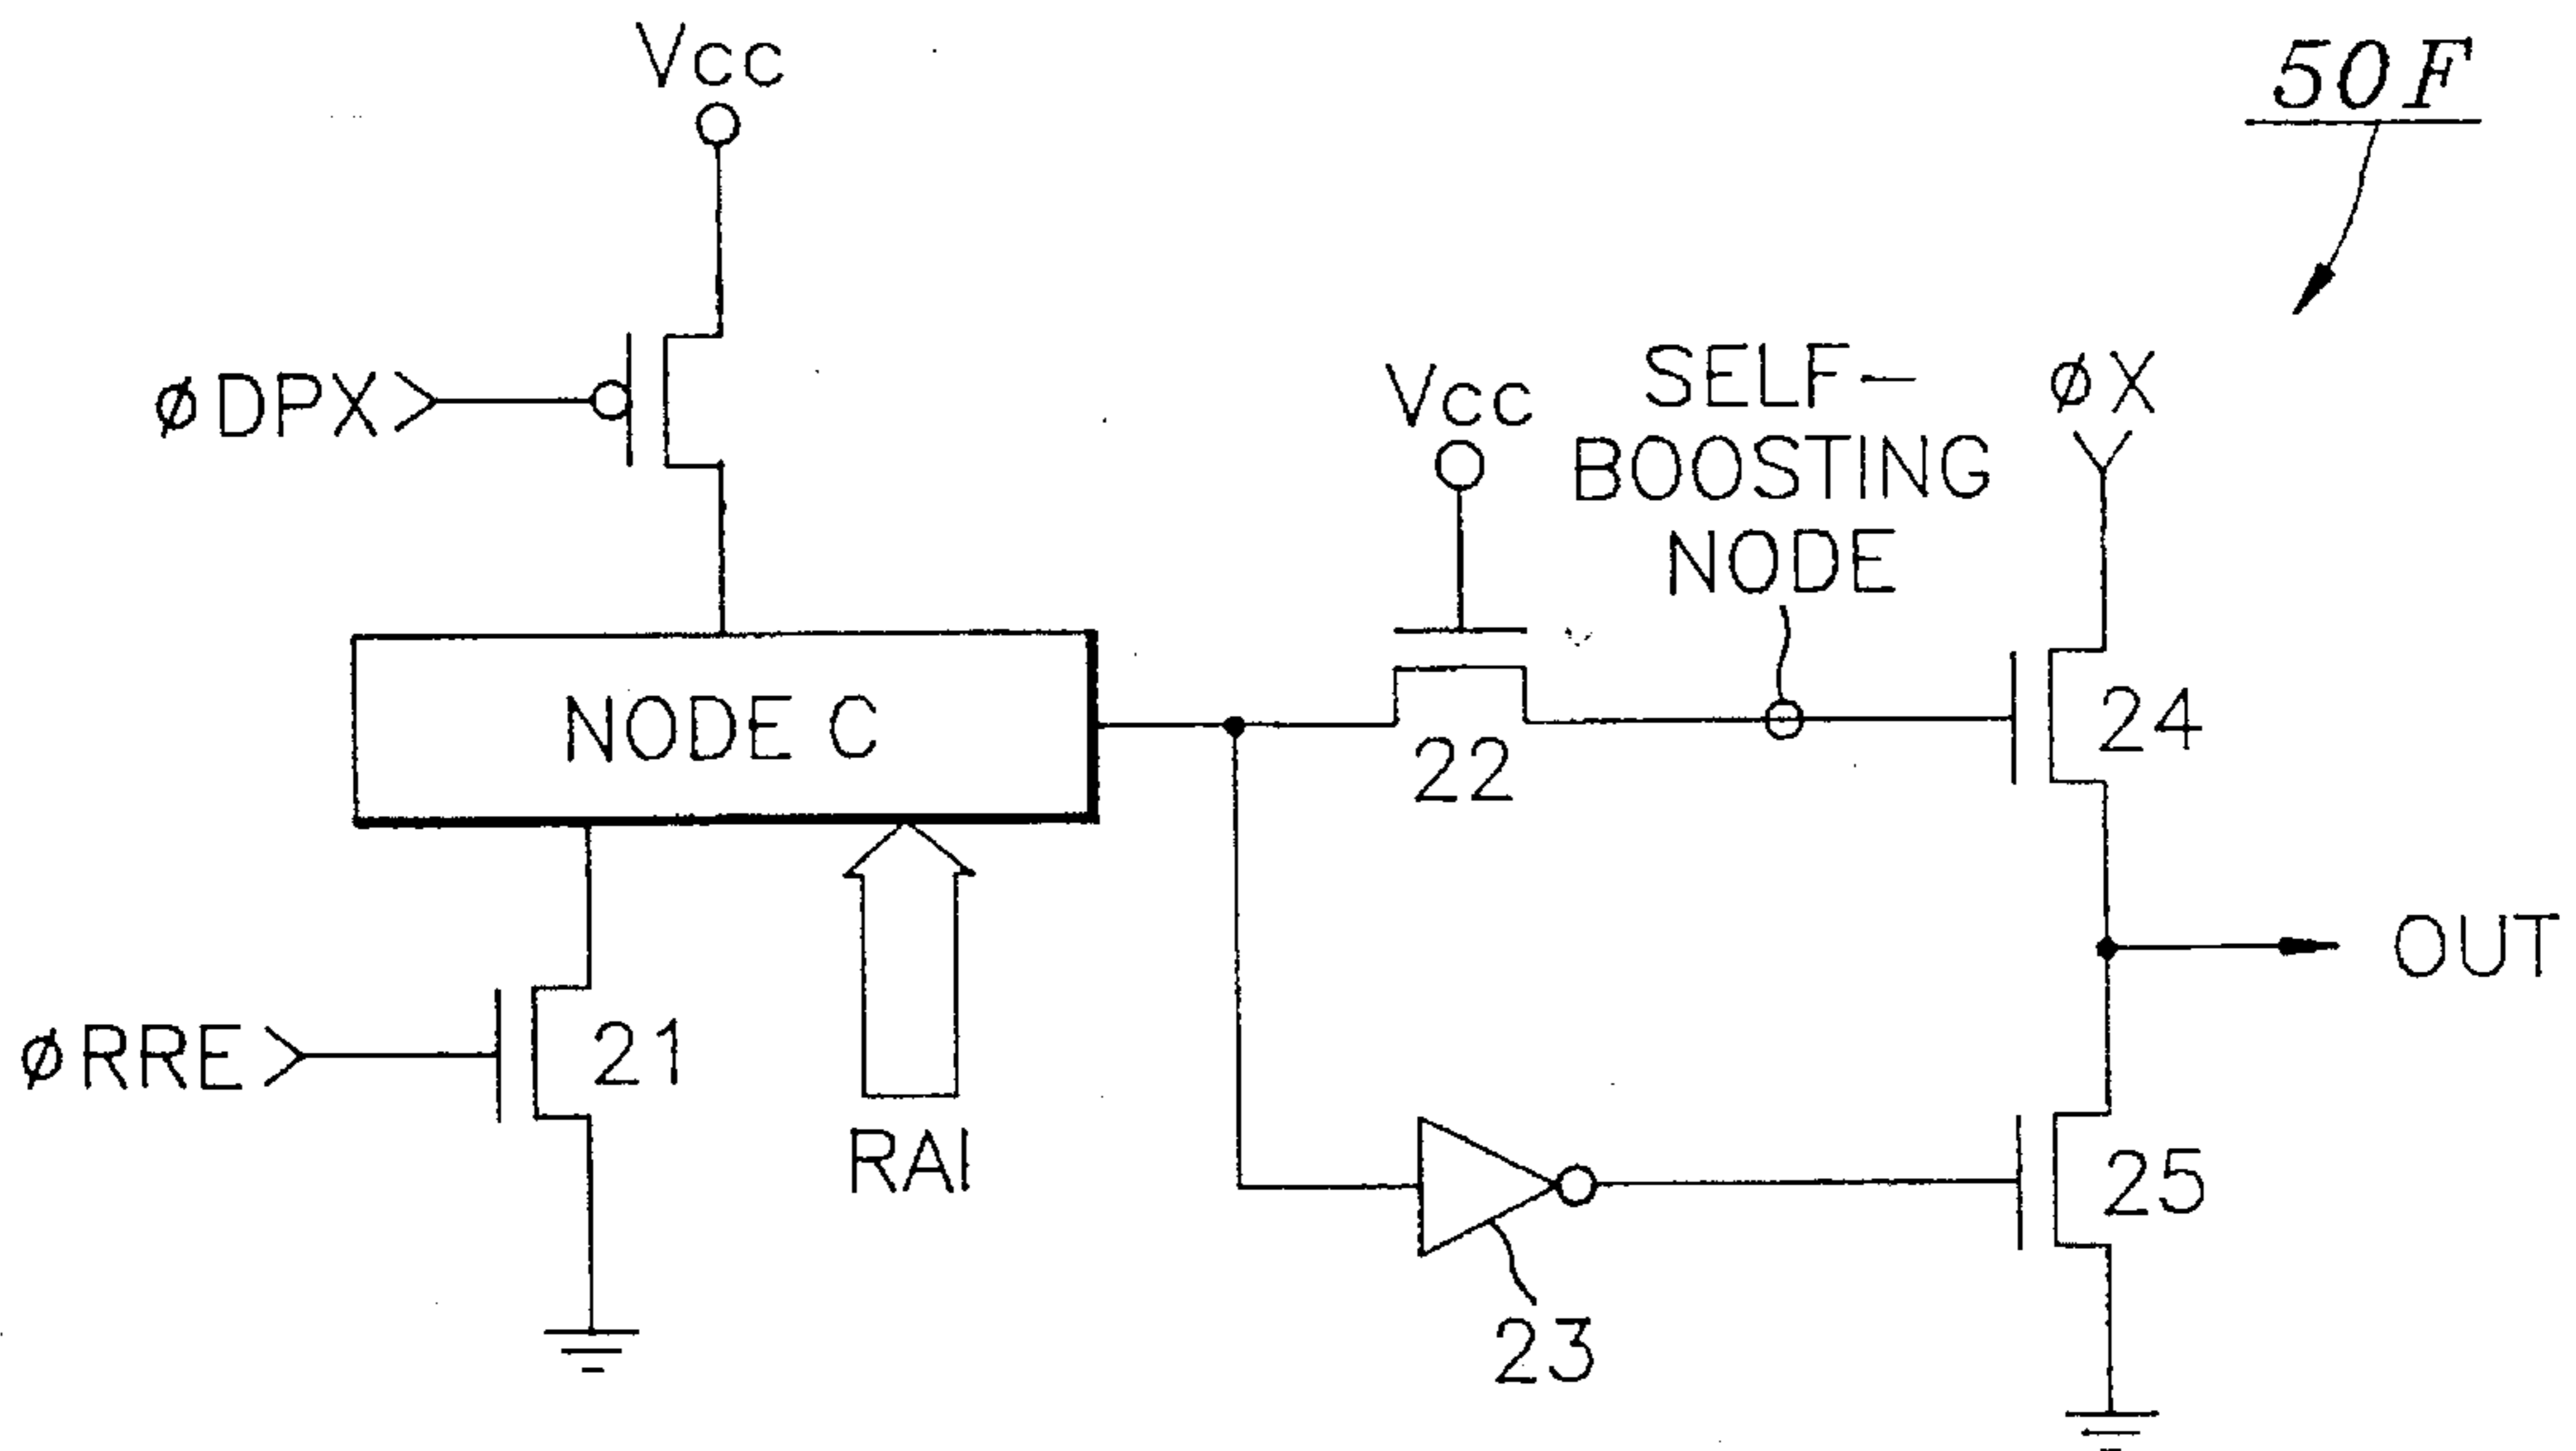 Vcc
50F
øDPX
Vcc
SELF-
BOOSTING
NODE
øX
NODE C
22
24
øRRE
21
RAI
OUT
23
25